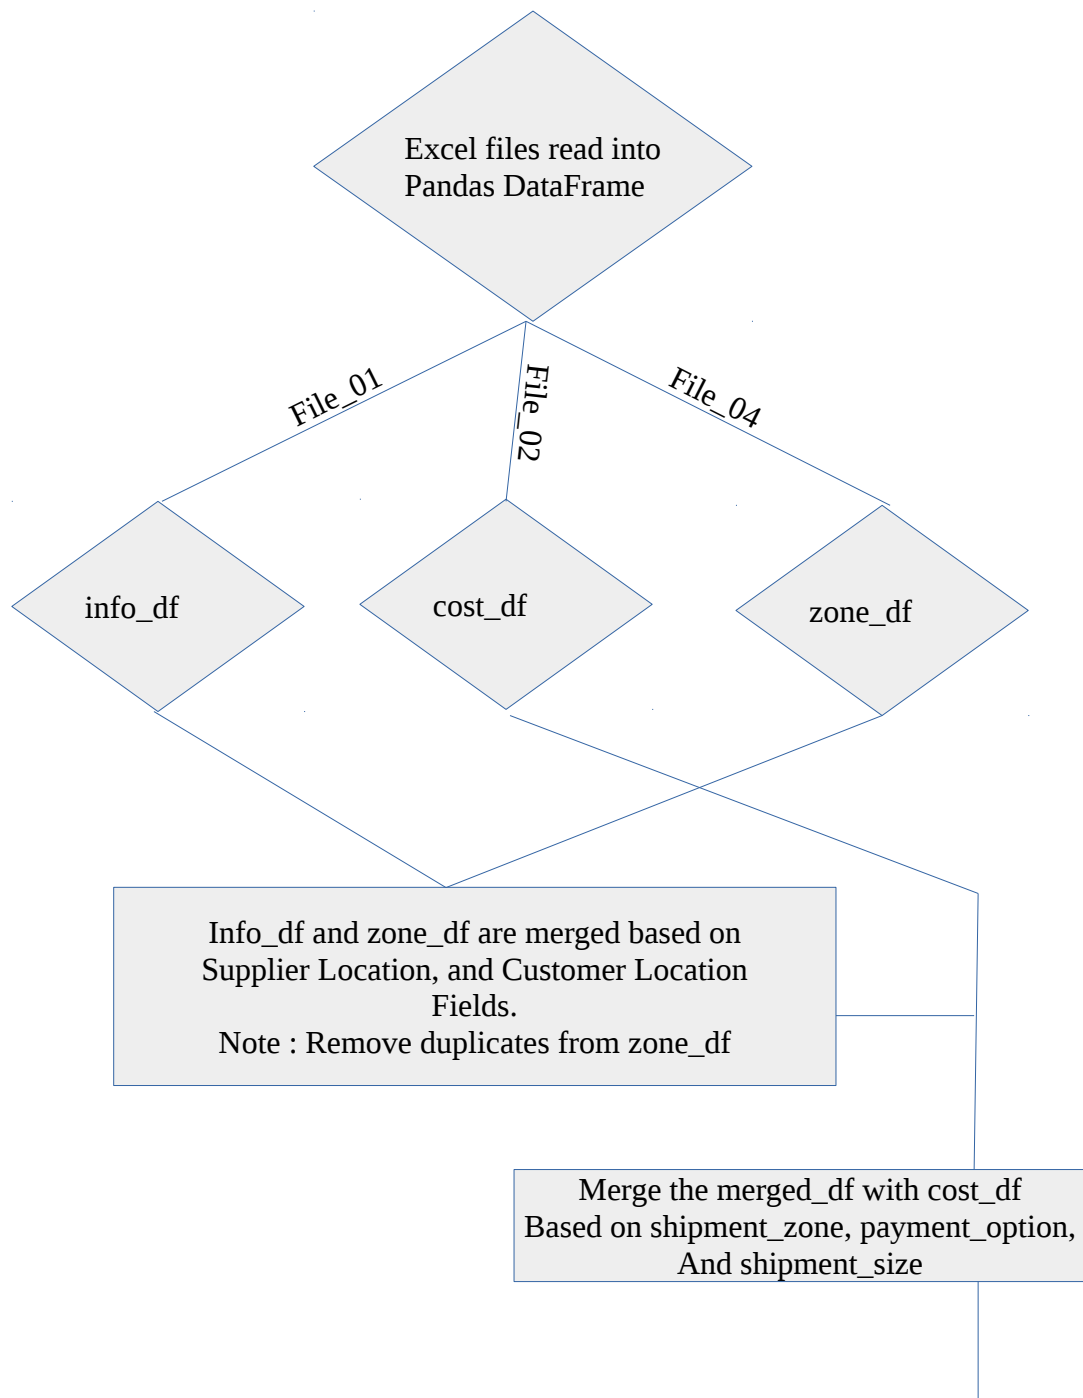 Excel files read into
Pandas DataFrame
File_01
File_02
File_04
info_df
cost_df
zone_df
Info_df and zone_df are merged based on
Supplier Location, and Customer Location
Fields.
Note : Remove duplicates from zone_df
Merge the merged_df with cost_df
Based on shipment_zone, payment_option,
And shipment_size